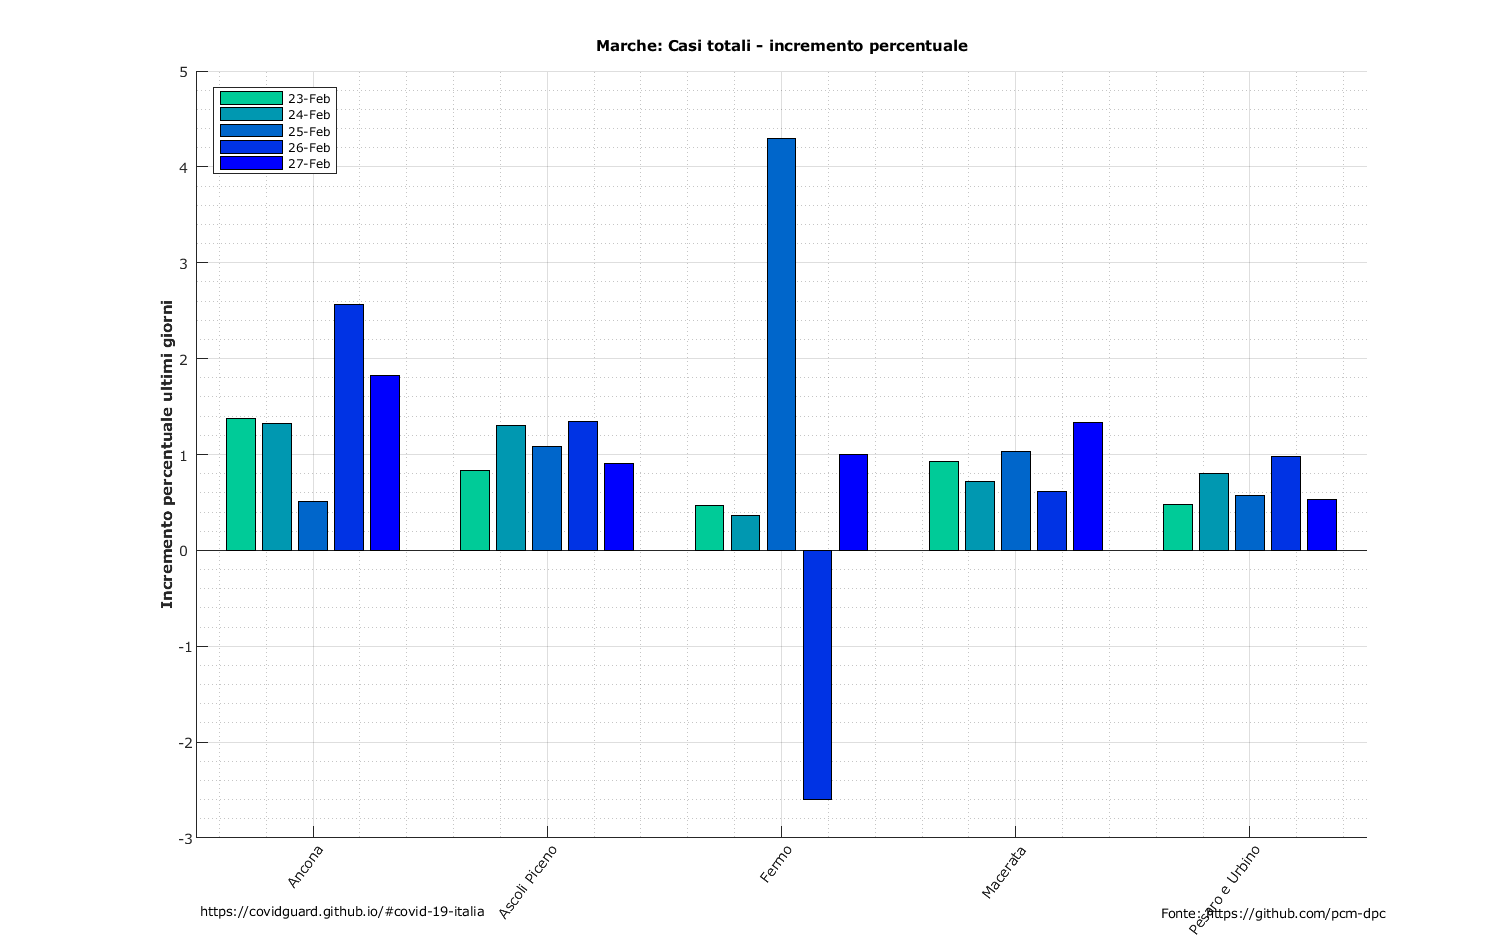 Marche: Casi totali - incremento percentuale
Incremento percentuale ultimi giorni
5
4
3
2
1
0
-1
-2
-3
23-Feb
24-Feb
25-Feb
26-Feb
27-Feb
Ancona
Ascoli Piceno
Fermo
Macerata
Pesaro e Urbino
https://covidguard.github.io/#covid-19-italia
Fonte: https://github.com/pcm-dpc